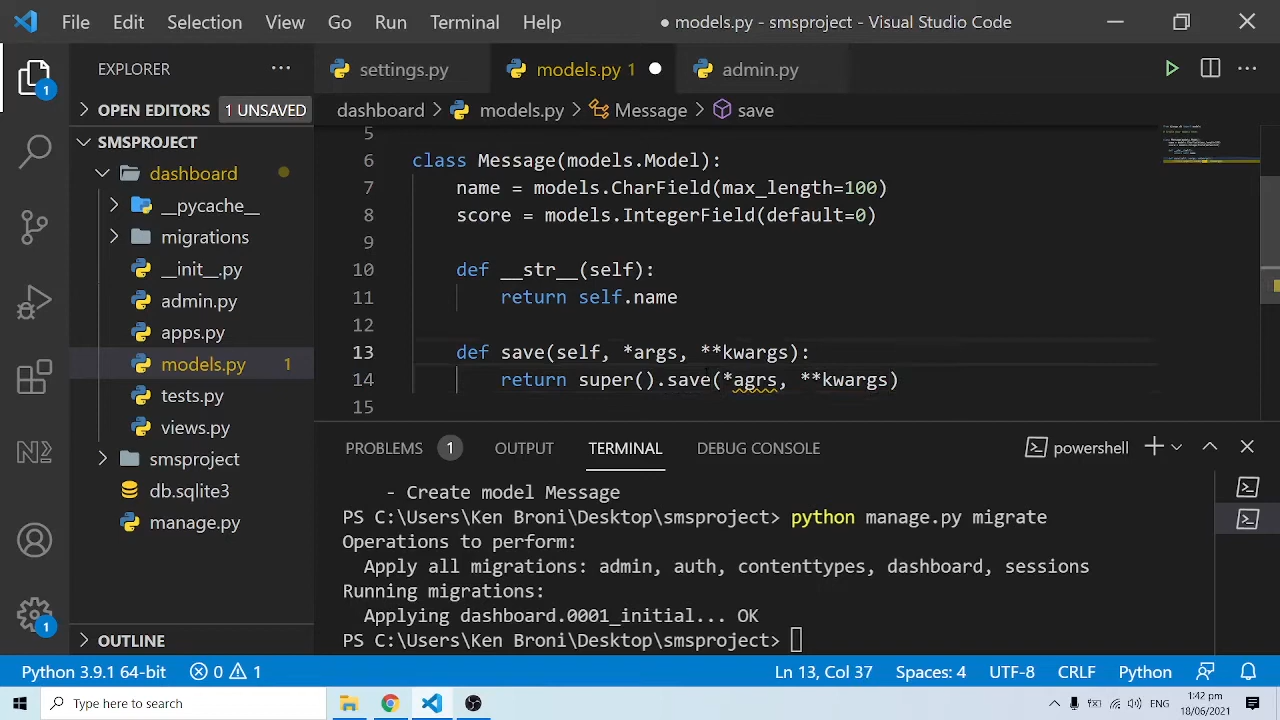 File Edit Selection View Go Run Terminal Help ● models.py - smsproject - Visual Studio Code
EXPLORER ···
settings.py models.py 1 admin.py
OPEN EDITORS 1 UNSAVED
dashboard > models.py > Message > save
SMSPROJECT
dashboard
__pycache__
migrations
__init__.py
admin.py
apps.py
models.py 1
tests.py
views.py
smsproject
db.sqlite3
manage.py
OUTLINE
5
6 class Message(models.Model):
7 name = models.CharField(max_length=100)
8 score = models.IntegerField(default=0)
9
10 def __str__(self):
11 return self.name
12
13 def save(self, *args, **kwargs):
14 return super().save(*agrs, **kwargs)
15
PROBLEMS 1 OUTPUT TERMINAL DEBUG CONSOLE powershell
- Create model Message
PS C:\Users\Ken Broni\Desktop\smsproject> python manage.py migrate
Operations to perform:
Apply all migrations: admin, auth, contenttypes, dashboard, sessions
Running migrations:
Applying dashboard.0001_initial... OK
PS C:\Users\Ken Broni\Desktop\smsproject>
1
1
Python 3.9.1 64-bit 0 1 Ln 13, Col 37 Spaces: 4 UTF-8 CRLF Python
Type here to search
1:42 pm
18/06/2021